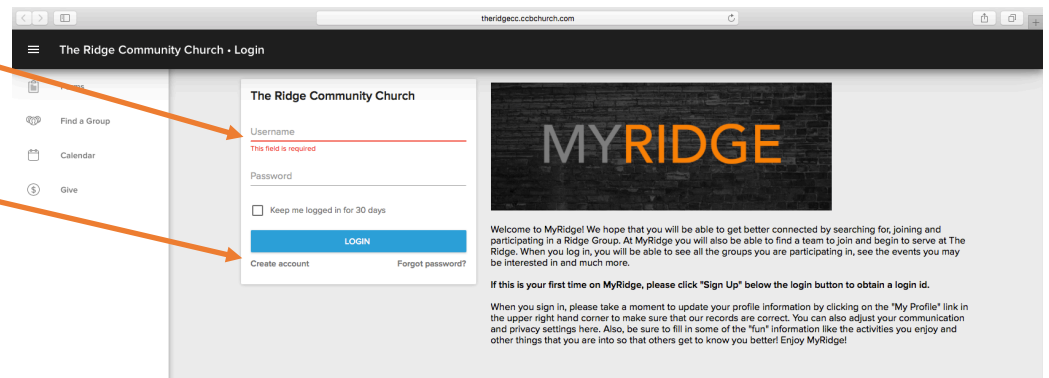 theridgecc.ccbchurch.com
The Ridge Community Church • Login
Find a Group
Calendar
Give
The Ridge Community Church
Username
This field is required
Password
Keep me logged in for 30 days
LOGIN
Create account
Forgot password?
MYRIDGE
Welcome to MyRidge! We hope that you will be able to get better connected by searching for, joining and
participating in a Ridge Group. At MyRidge you will also be able to find a team to join and begin to serve at The
Ridge. When you log in, you will be able to see all the groups you are participating in, see the events you may
be interested in and much more.
If this is your first time on MyRidge, please click "Sign Up" below the login button to obtain a login id.
When you sign in, please take a moment to update your profile information by clicking on the "My Profile" link in
the upper right hand corner to make sure that our records are correct. You can also adjust your communication
and privacy settings here. Also, be sure to fill in some of the "fun" information like the activities you enjoy and
other things that you are into so that others get to know you better! Enjoy MyRidge!